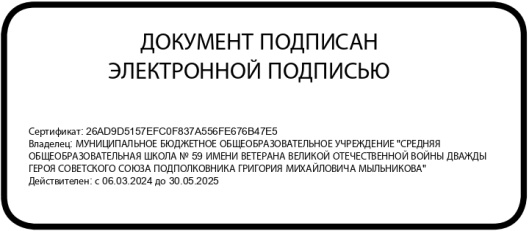 ДОКУМЕНТ ПОДПИСАН
ЭЛЕКТРОННОЙ ПОДПИСЬЮ
Сертификат: 26AD9D5157EFC0F837A556FE676B47E5
Владелец: МУНИЦИПАЛЬНОЕ БЮДЖЕТНОЕ ОБЩЕОБРАЗОВАТЕЛЬНОЕ УЧРЕЖДЕНИЕ "СРЕДНЯЯ
ОБЩЕОБРАЗОВАТЕЛЬНАЯ ШКОЛА № 59 ИМЕНИ ВЕТЕРАНА ВЕЛИКОЙ ОТЕЧЕСТВЕННОЙ ВОЙНЫ ДВАЖДЫ
ГЕРОЯ СОВЕТСКОГО СОЮЗА ПОДПОЛКОВНИКА ГРИГОРИЯ МИХАЙЛОВИЧА МЫЛЬНИКОВА"
Действителен: с 06.03.2024 до 30.05.2025